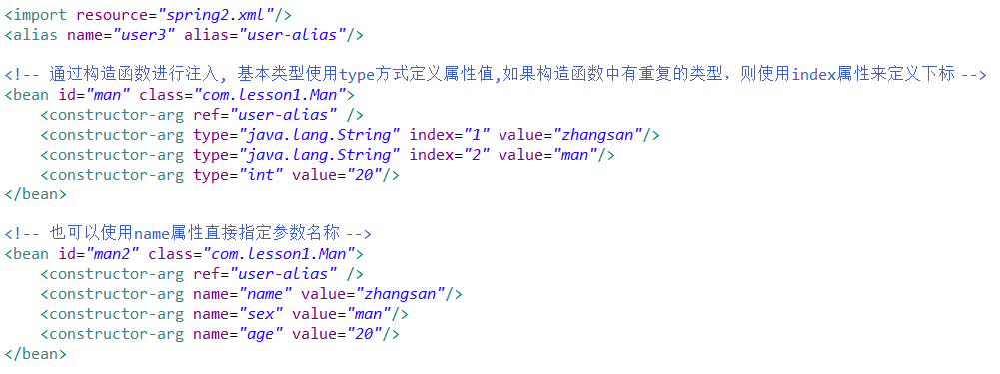 <import resource="spring2.xml"/>
<alias name="user3" alias="user-alias"/>
<!-- 通过构造函数进行注入, 基本类型使用type方式定义属性值,如果构造函数中有重复的类型，则使用index属性来定义下标 -->
<bean id="man" class="com.lesson1.Man">
<constructor-arg ref="user-alias" />
<constructor-arg type="java.lang.String" index="1" value="zhangsan"/>
<constructor-arg type="java.lang.String" index="2" value="man"/>
<constructor-arg type="int" value="20"/>
</bean>
<!-- 也可以使用name属性直接指定参数名称 -->
<bean id="man2" class="com.lesson1.Man">
<constructor-arg ref="user-alias" />
<constructor-arg name="name" value="zhangsan"/>
<constructor-arg name="sex" value="man"/>
<constructor-arg name="age" value="20"/>
</bean>